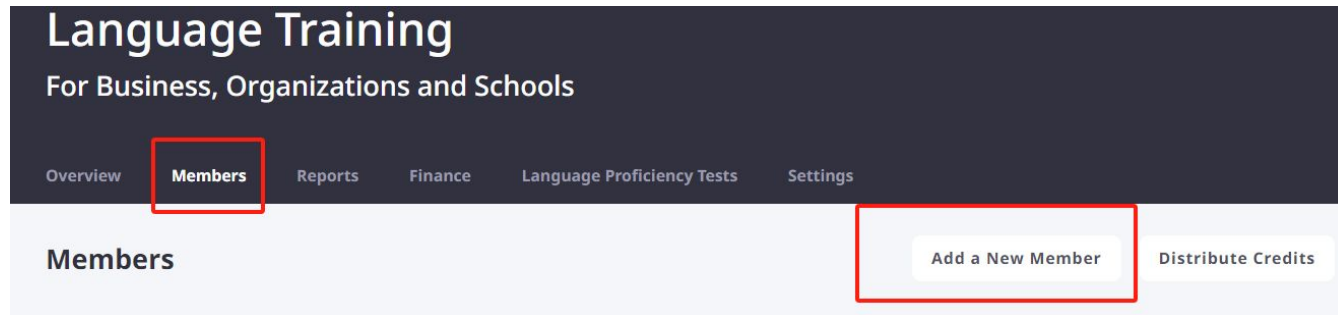 Language Training
For Business, Organizations and Schools
Overview Members Reports Finance Language Proficiency Tests Settings
Members Add a New Member Distribute Credits